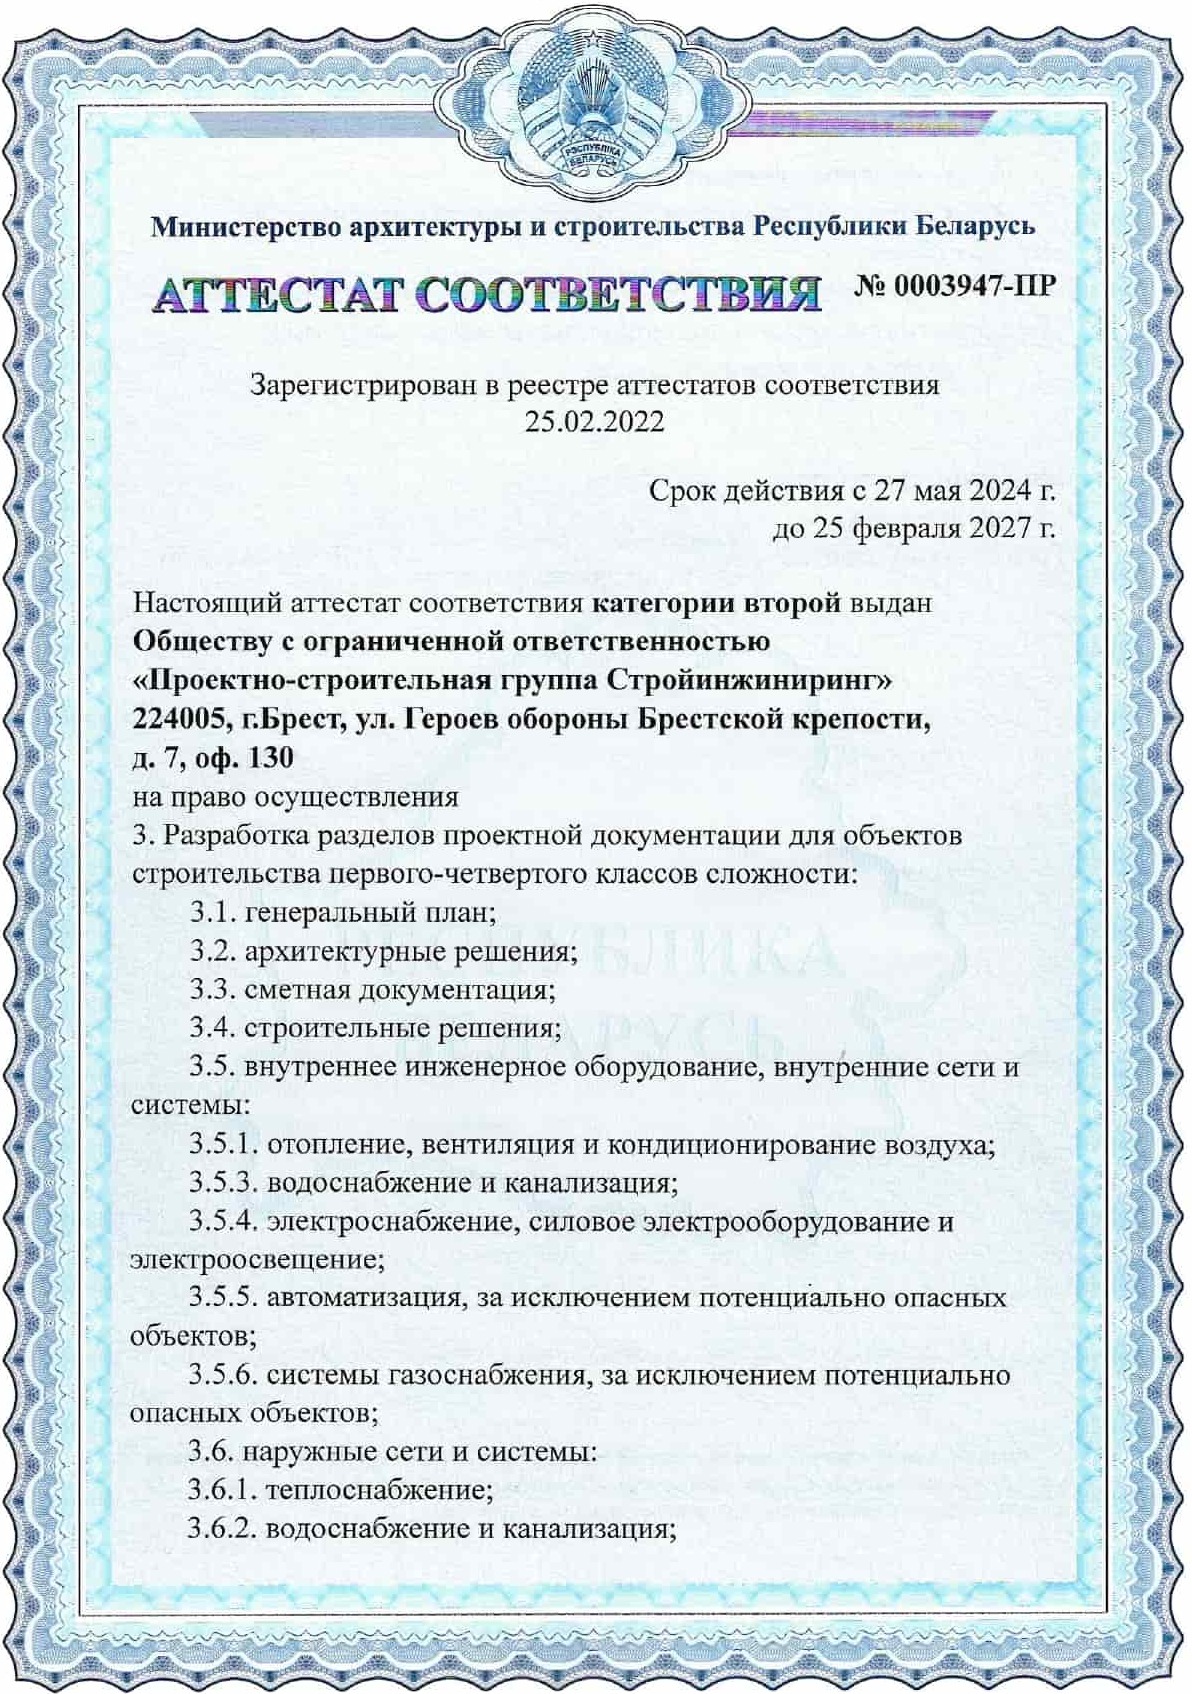 РЭСПУБЛІКА
БЕЛАРУСЬ
Министерство архитектуры и строительства Республики Беларусь
АТТЕСТАТ СООТВЕТСТВИЯ № 0003947-ПР
Зарегистрирован в реестре аттестатов соответствия
25.02.2022
Срок действия с 27 мая 2024 г.
до 25 февраля 2027 г.
Настоящий аттестат соответствия категории второй выдан
Обществу с ограниченной ответственностью
«Проектно-строительная группа Стройинжиниринг»
224005, г.Брест, ул. Героев обороны Брестской крепости,
д. 7, оф. 130
на право осуществления
3. Разработка разделов проектной документации для объектов
строительства первого-четвертого классов сложности:
3.1. генеральный план;
3.2. архитектурные решения;
3.3. сметная документация;
3.4. строительные решения;
3.5. внутреннее инженерное оборудование, внутренние сети и
системы:
3.5.1. отопление, вентиляция и кондиционирование воздуха;
3.5.3. водоснабжение и канализация;
3.5.4. электроснабжение, силовое электрооборудование и
электроосвещение;
3.5.5. автоматизация, за исключением потенциально опасных
объектов;
3.5.6. системы газоснабжения, за исключением потенциально
опасных объектов;
3.6. наружные сети и системы:
3.6.1. теплоснабжение;
3.6.2. водоснабжение и канализация;
РЕСПУБЛИКА
БЕЛАРУСЬ